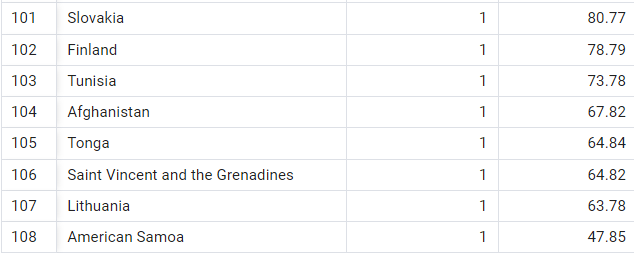 101 Slovakia 1 80.77
102 Finland 1 78.79
103 Tunisia 1 73.78
104 Afghanistan 1 67.82
105 Tonga 1 64.84
106 Saint Vincent and the Grenadines 1 64.82
107 Lithuania 1 63.78
108 American Samoa 1 47.85